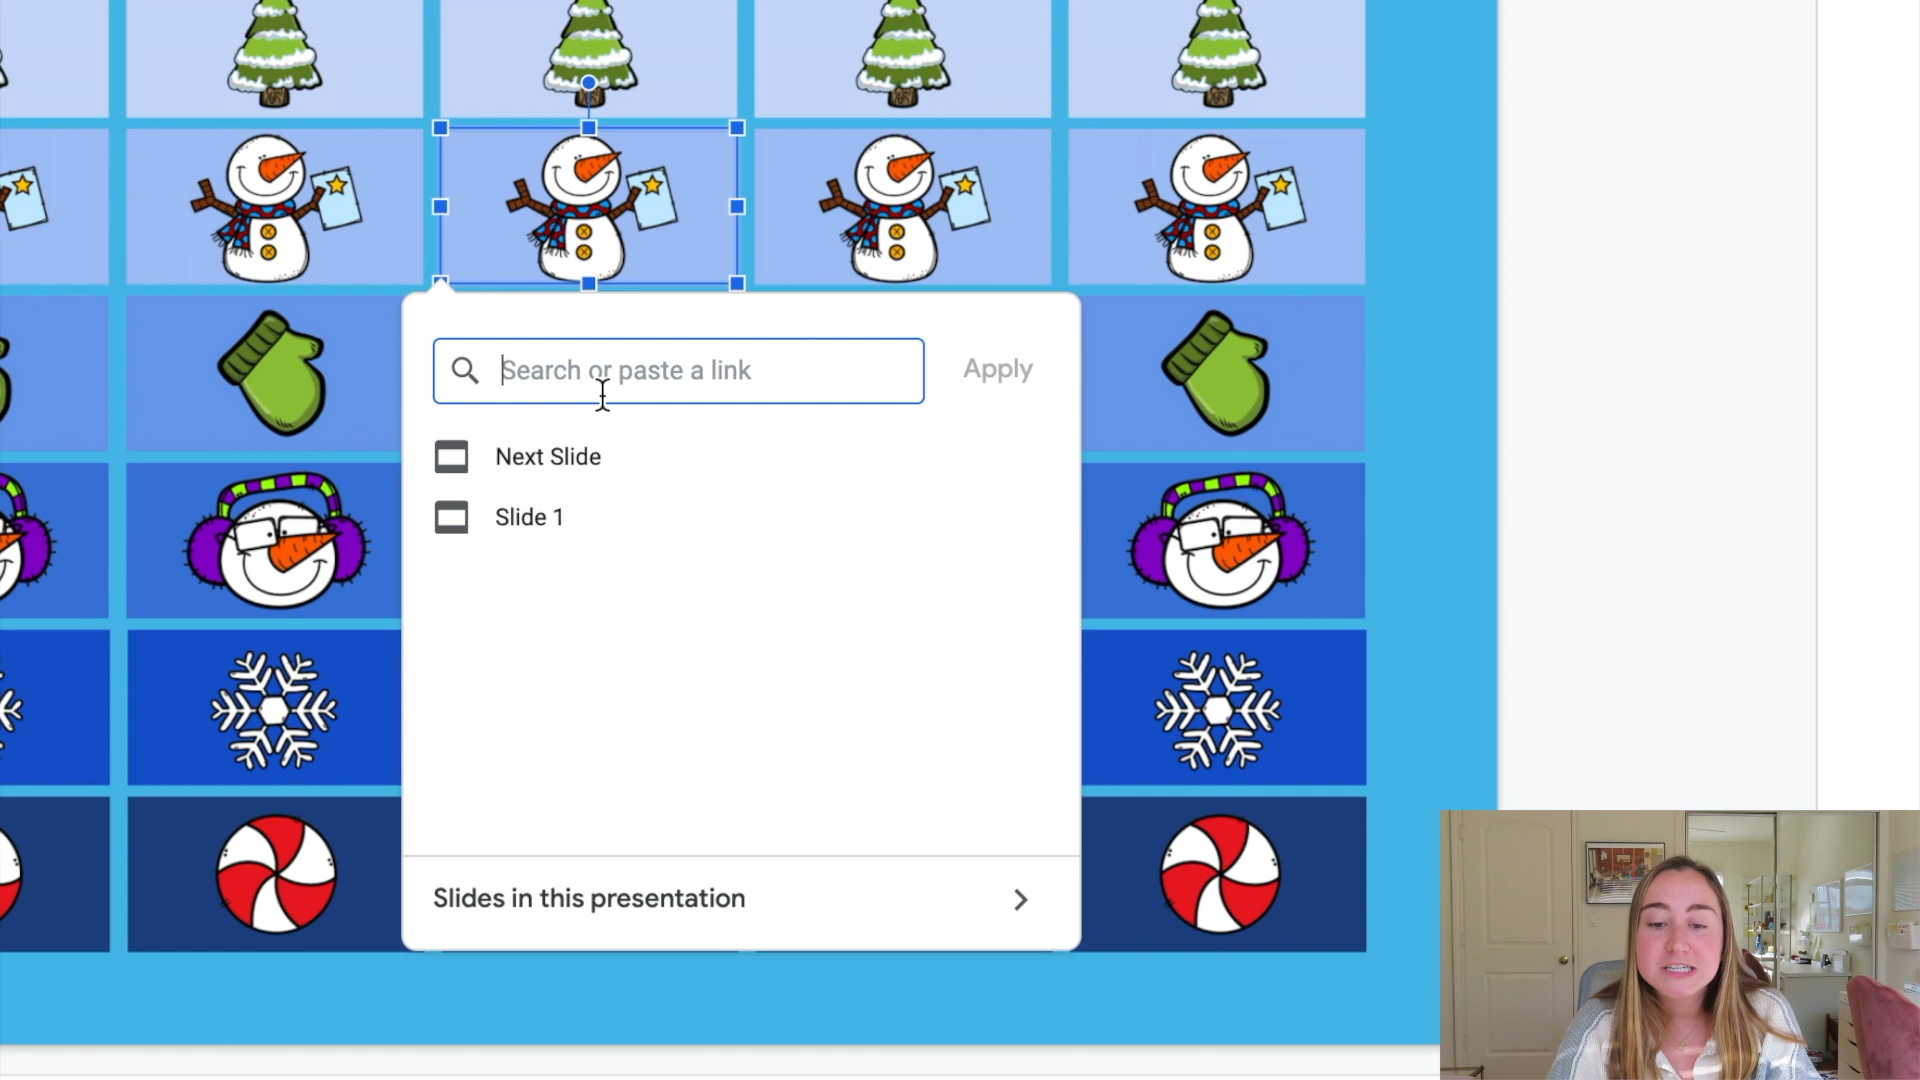 Search or paste a link
Apply
Next Slide
Slide 1
Slides in this presentation